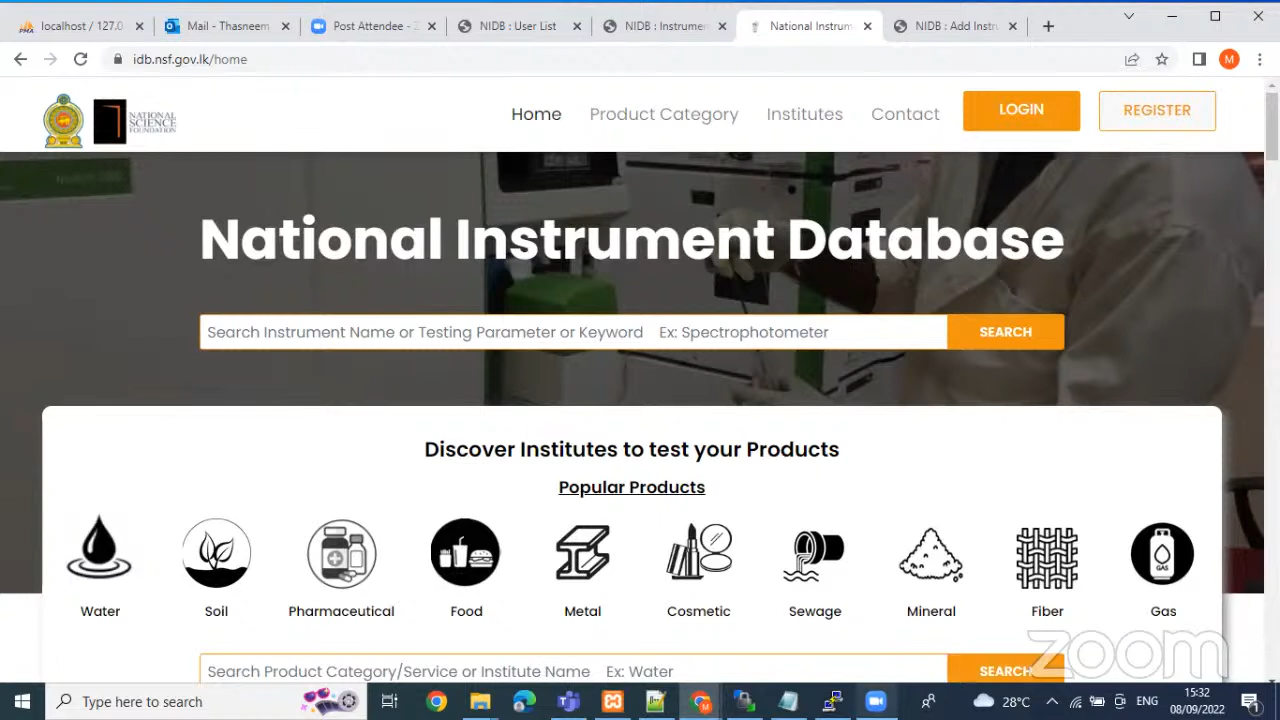 localhost / 127.0
Mail - Thasneem
Post Attendee - Z
NIDB : User List
NIDB : Instrumen
National Instrum
NIDB : Add Instru
idb.nsf.gov.lk/home
M
NATIONAL
SCIENCE
FOUNDATION
Home
Product Category
Institutes
Contact
LOGIN
REGISTER
National Instrument Database
Search Instrument Name or Testing Parameter or Keyword Ex: Spectrophotometer
SEARCH
Discover Institutes to test your Products
Popular Products
GAS
Water
Soil
Pharmaceutical
Food
Metal
Cosmetic
Sewage
Mineral
Fiber
Gas
Search Product Category/Service or Institute Name Ex: Water
SEARCH
zoom
Type here to search
28°C
ENG
15:32
08/09/2022
1